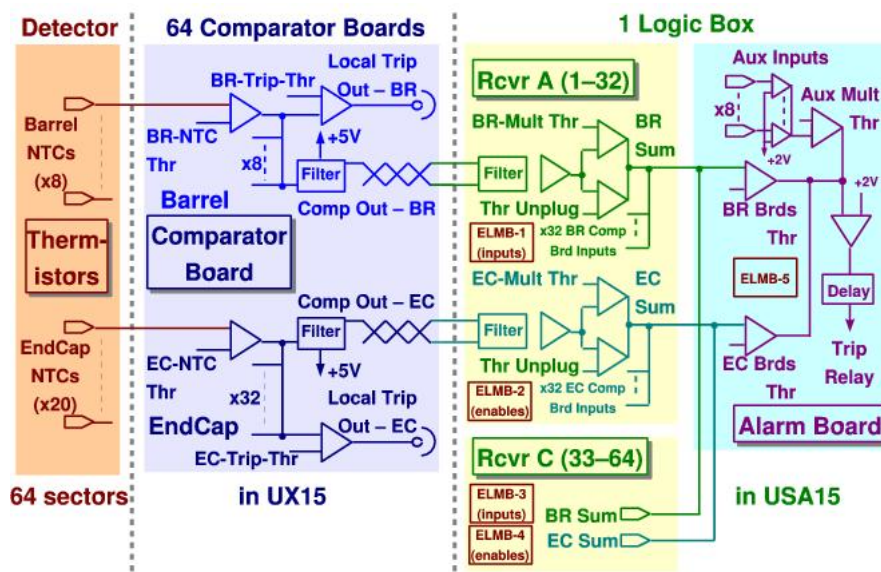 Detector
64 Comparator Boards
1 Logic Box
Barrel
NTCs
(x8)
Therm-
istors
EndCap
NTCs
(x20)
64 sectors
BR-Trip-Thr
Local Trip
Out – BR
BR-NTC
Thr
x8
+5V
Filter
Comp Out – BR
Barrel
Comparator
Board
Comp Out – EC
Filter
+5V
EC-NTC
Thr
x32
Local Trip
Out – EC
EndCap
EC-Trip-Thr
in UX15
Rcvr A (1–32)
BR-Mult Thr
BR
Sum
Filter
Thr Unplug
ELMB-1
(inputs)
x32 BR Comp
Brd Inputs
EC-Mult Thr
EC
Sum
Filter
Thr Unplug
ELMB-2
(enables)
x32 EC Comp
Brd Inputs
Rcvr C (33–64)
ELMB-3
(inputs)
BR Sum
ELMB-4
(enables)
EC Sum
Aux Inputs
x8
Aux Mult
Thr
+2V
+2V
BR Brds
Thr
ELMB-5
Delay
EC Brds
Thr
Trip
Relay
Alarm Board
in USA15